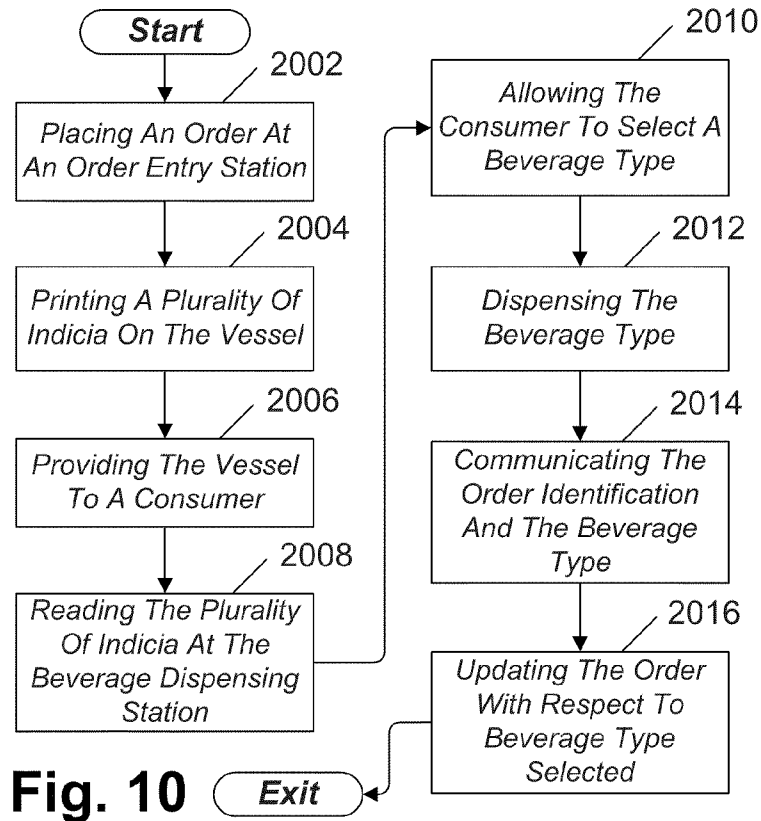 Start
2002
Placing An Order At
An Order Entry Station
2004
Printing A Plurality Of
Indicia On The Vessel
2006
Providing The Vessel
To A Consumer
2008
Reading The Plurality
Of Indicia At The
Beverage Dispensing
Station
2010
Allowing The
Consumer To Select A
Beverage Type
2012
Dispensing The
Beverage Type
2014
Communicating The
Order Identification
And The Beverage
Type
2016
Updating The Order
With Respect To
Beverage Type
Selected
Exit
Fig. 10